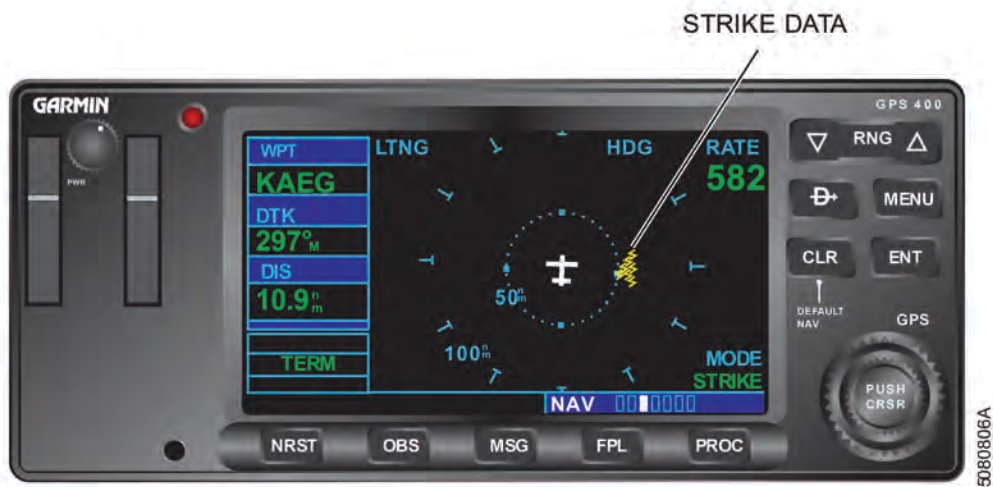 STRIKE DATA
GARMIN
GPS 400
PWR
WPT
KAEG
DTK
297°M
DIS
10.9nm
TERM
LTNG
HDG
RATE
582
50nm
100nm
MODE
STRIKE
NAV
RNG
D
MENU
CLR
ENT
DEFAULT
NAV
GPS
PUSH
CRSR
NRST
OBS
MSG
FPL
PROC
5080806A